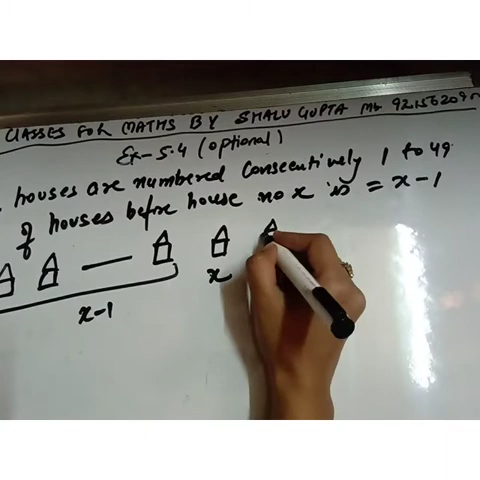 CLASSES FOR MATHS BY SHALU GUPTA
Ex-5.4 (optional)
houses are numbered consecutively 1 to 49
of houses before house no x is = x-1
x
x-1